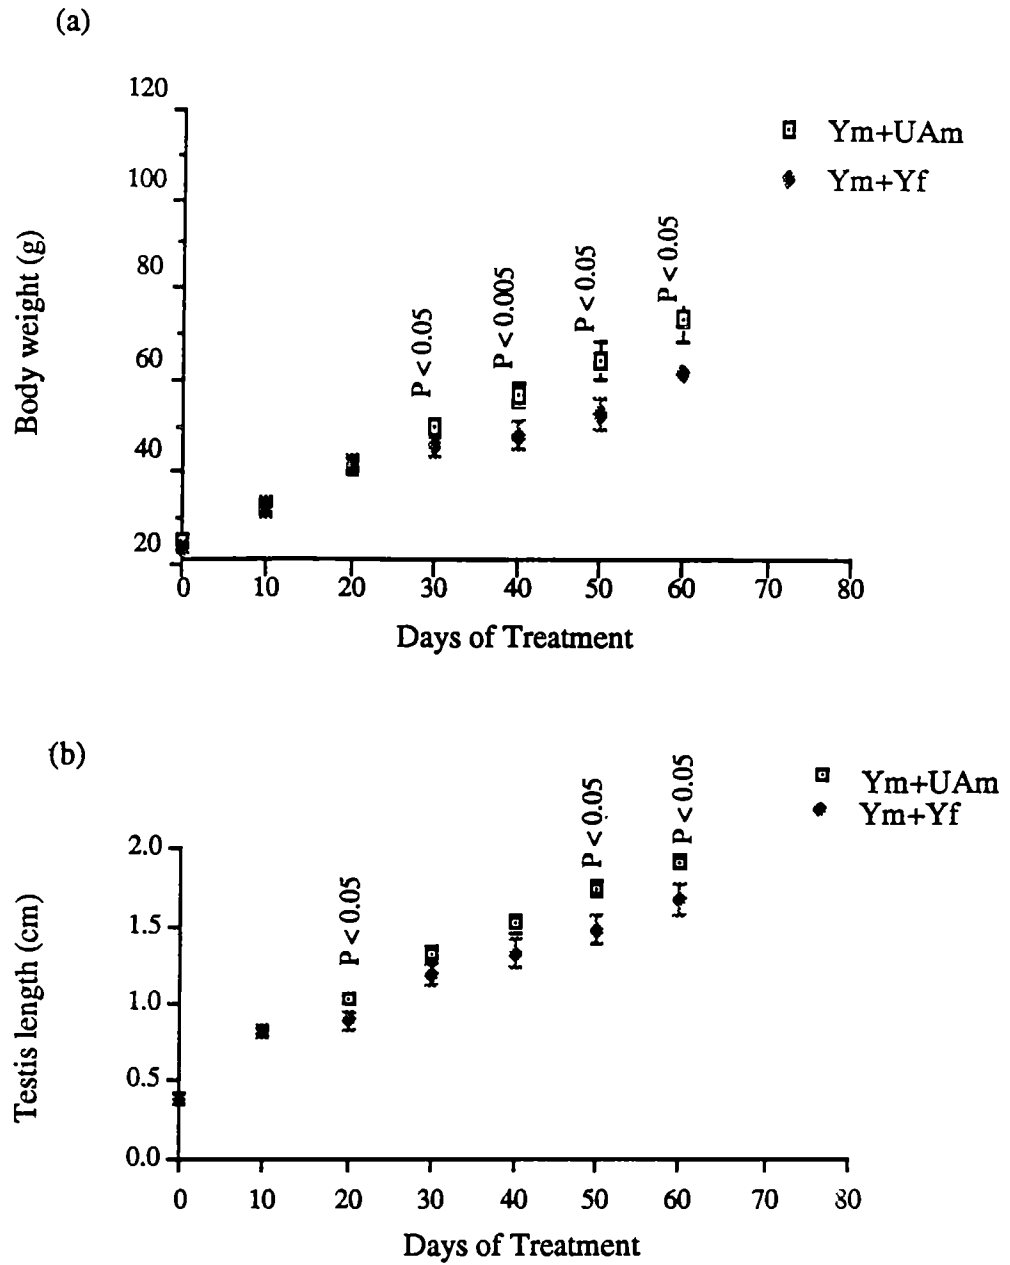 (a)
120
100
80
60
40
20
Body weight (g)
Ym+UAm
Ym+Yf
P < 0.05
P < 0.005
P < 0.05
P < 0.05
0 10 20 30 40 50 60 70 80
Days of Treatment
(b)
Ym+UAm
Ym+Yf
2.0
1.5
1.0
0.5
0.0
Testis length (cm)
P < 0.05
P < 0.05
P < 0.05
0 10 20 30 40 50 60 70 80
Days of Treatment